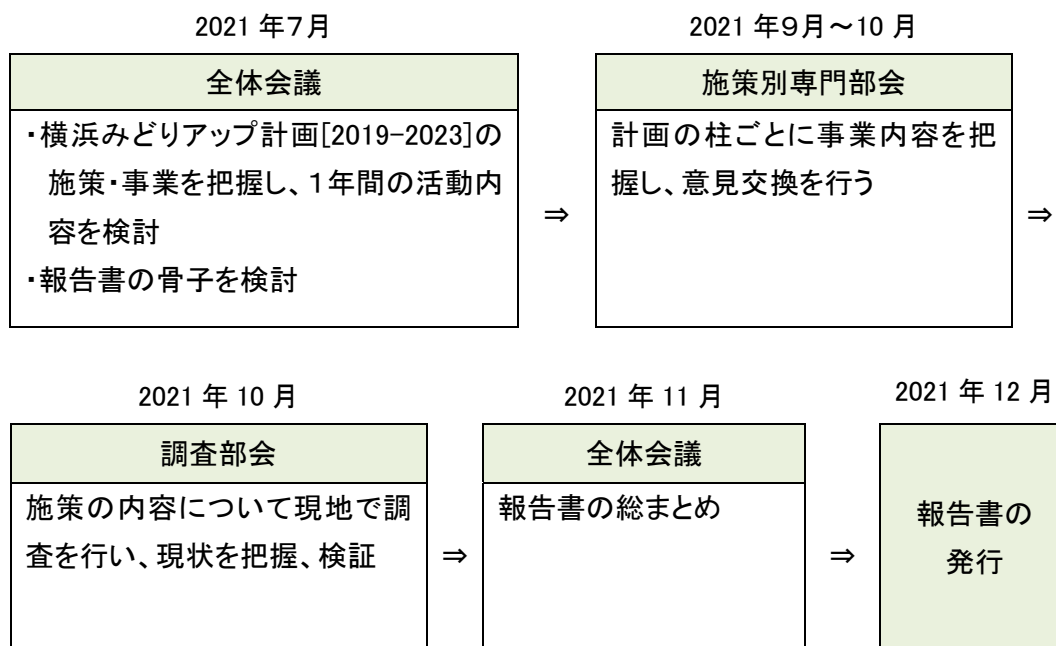 2021 年７月
全体会議
・横浜みどりアップ計画[2019-2023]の
施策・事業を把握し、１年間の活動内
容を検討
・報告書の骨子を検討
⇒
2021 年９月～10 月
施策別専門部会
計画の柱ごとに事業内容を把
握し、意見交換を行う
⇒
2021 年 10 月
調査部会
施策の内容について現地で調
査を行い、現状を把握、検証
⇒
2021 年 11 月
全体会議
報告書の総まとめ
⇒
2021 年 12 月
報告書の
発行